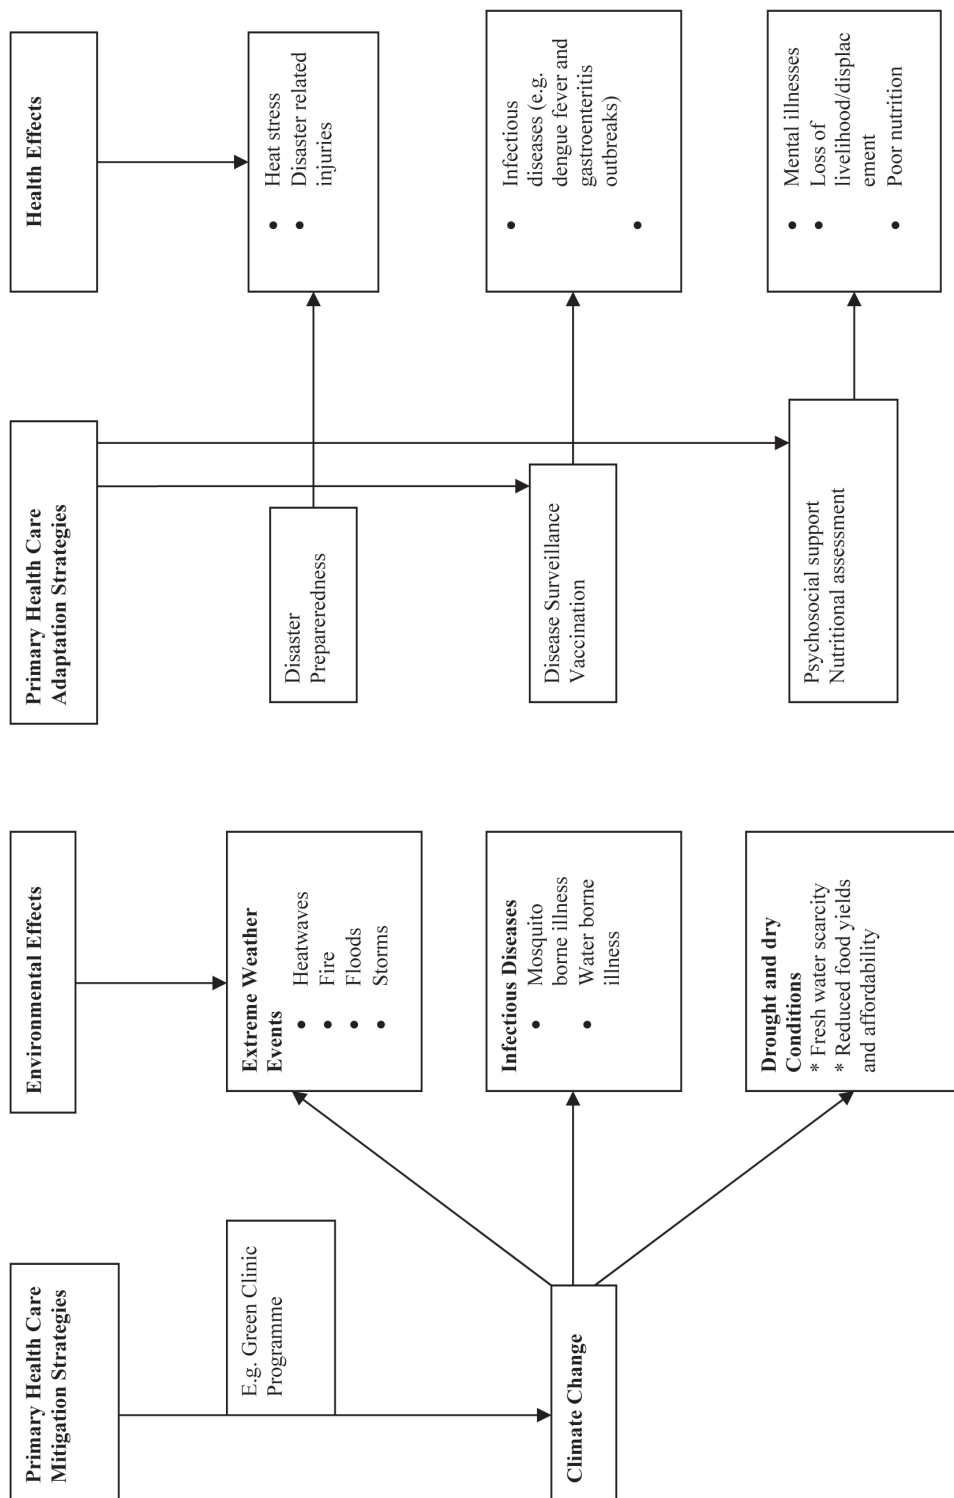 Primary Health Care
Mitigation Strategies
E.g. Green Clinic
Programme
Climate Change
Environmental Effects
Extreme Weather
Events
• Heatwaves
• Fire
• Floods
• Storms
Infectious Diseases
• Mosquito
borne illness
• Water borne
illness
Drought and dry
Conditions
* Fresh water scarcity
* Reduced food yields
and affordability
Primary Health Care
Adaptation Strategies
Disaster
Prepareredness
Disease Surveillance
Vaccination
Psychosocial support
Nutritional assessment
Health Effects
• Heat stress
• Disaster related
injuries
• Infectious
diseases (e.g.
dengue fever and
gastroenteritis
outbreaks)
•
• Mental illnesses
• Loss of
livelihood/displac
ement
• Poor nutrition